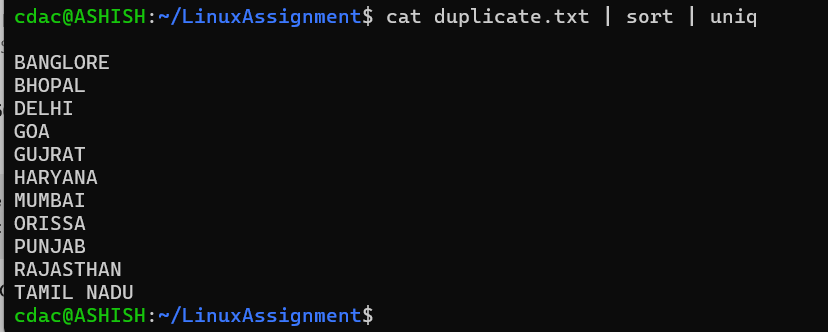 cdac@ASHISH:~/LinuxAssignment$ cat duplicate.txt | sort | uniq

BANGLORE
BHOPAL
DELHI
GOA
GUJRAT
HARYANA
MUMBAI
ORISSA
PUNJAB
RAJASTHAN
TAMIL NADU
cdac@ASHISH:~/LinuxAssignment$